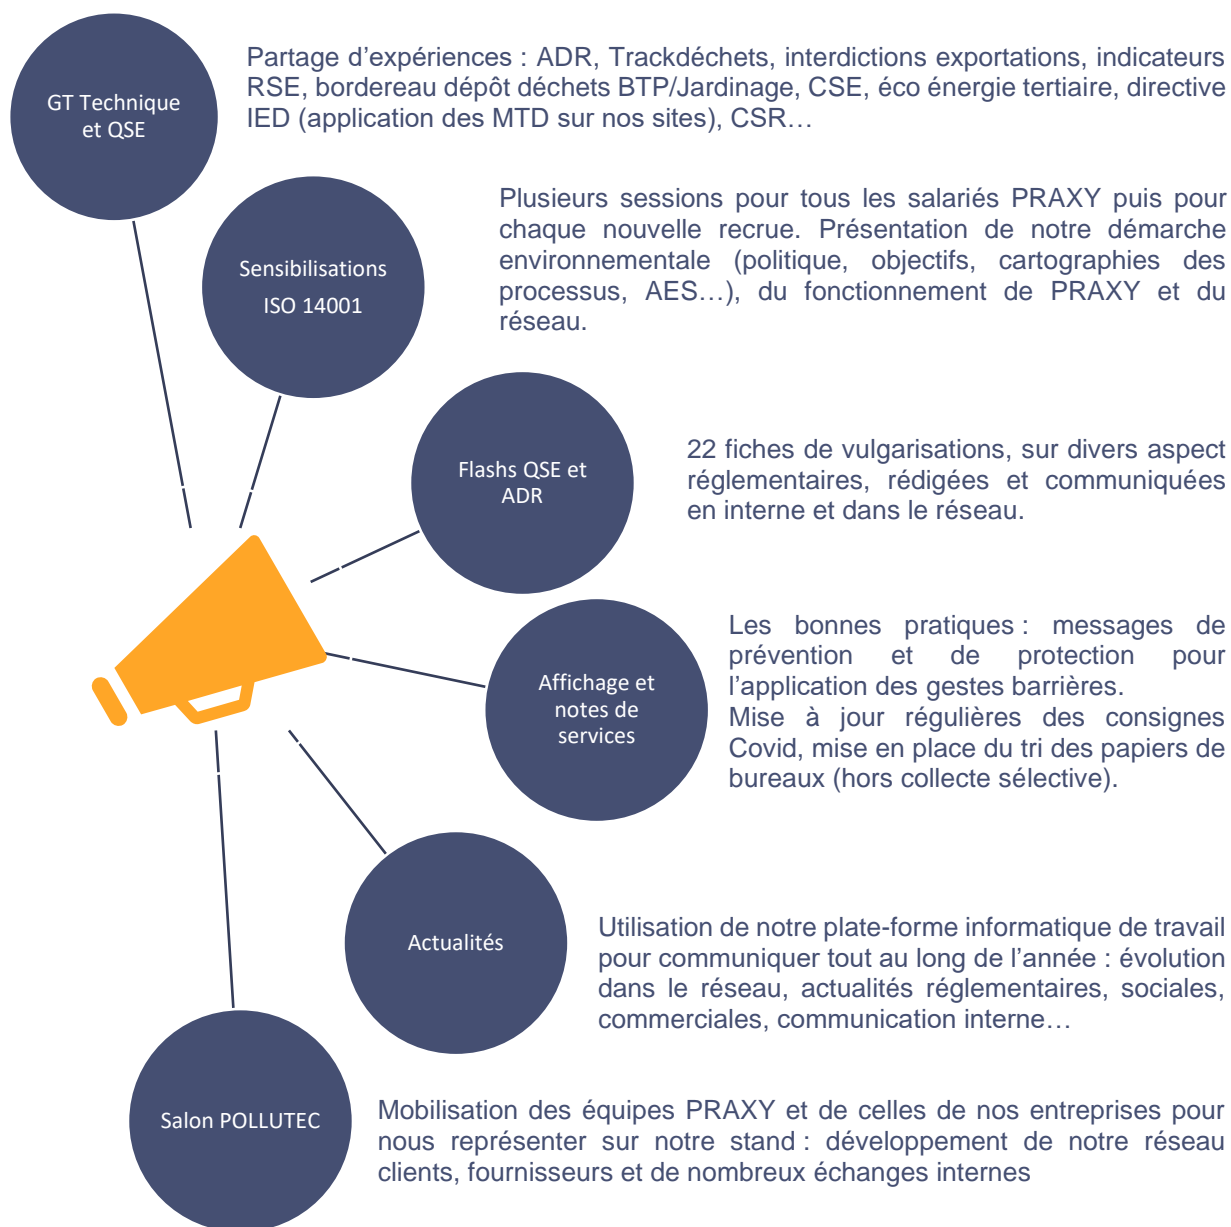 GT Technique
et QSE
Partage d’expériences : ADR, Trackdéchets, interdictions exportations, indicateurs
RSE, bordereau dépôt déchets BTP/Jardinage, CSE, éco énergie tertiaire, directive
IED (application des MTD sur nos sites), CSR…
Sensibilisations
ISO 14001
Plusieurs sessions pour tous les salariés PRAXY puis pour
chaque nouvelle recrue. Présentation de notre démarche
environnementale (politique, objectifs, cartographies des
processus, AES…), du fonctionnement de PRAXY et du
réseau.
Flashs QSE et
ADR
22 fiches de vulgarisations, sur divers aspect
réglementaires, rédigées et communiquées
en interne et dans le réseau.
Affichage et
notes de
services
Les bonnes pratiques : messages de
prévention et de protection pour
l’application des gestes barrières.
Mise à jour régulières des consignes
Covid, mise en place du tri des papiers de
bureaux (hors collecte sélective).
Actualités
Utilisation de notre plate-forme informatique de travail
pour communiquer tout au long de l’année : évolution
dans le réseau, actualités réglementaires, sociales,
commerciales, communication interne…
Salon POLLUTEC
Mobilisation des équipes PRAXY et de celles de nos entreprises pour
nous représenter sur notre stand : développement de notre réseau
clients, fournisseurs et de nombreux échanges internes